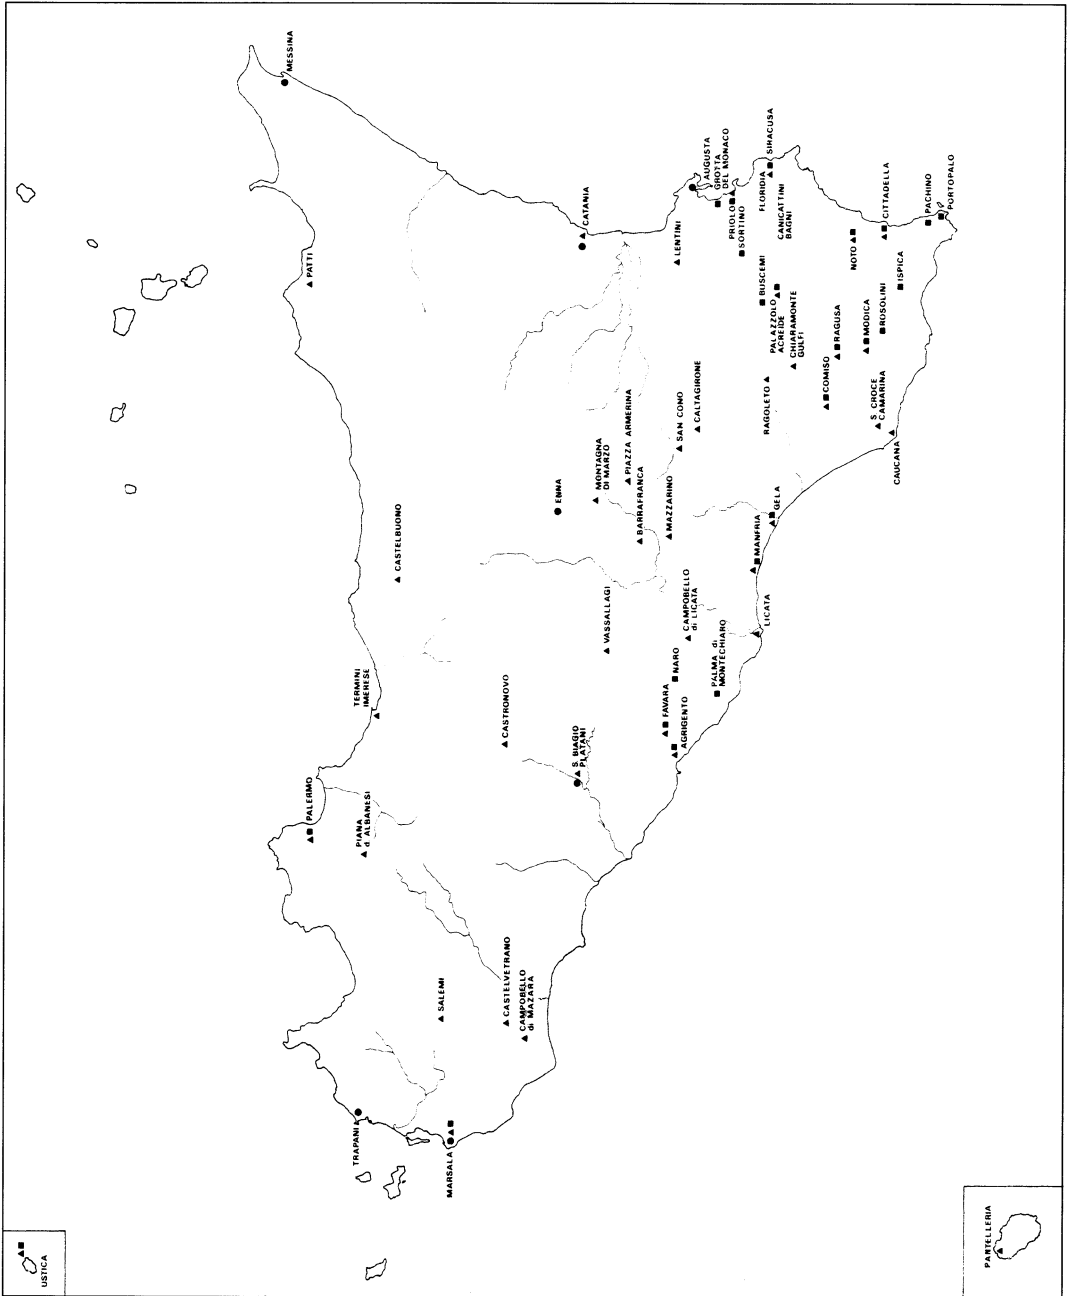 USTICA
TRAPANI
MARSALA
SALEMI
CASTELVETRANO
CAMPOBELLO
di MAZARA
PALERMO
PIANA
d. ALBANESI
TERMINI
IMERESE
CASTELBUONO
CASTRONOVO
S. BIAGIO
PLATANI
VASSALLAGI
FAVARA
AGRIGENTO
NARO
PALMA di
MONTECHIARO
CAMPOBELLO
di LICATA
LICATA
PATTI
MESSINA
ENNA
MONTAGNA
DI MARZO
PIAZZA ARMERINA
BARRAFRANCA
MAZZARINO
SAN CONO
CALTAGIRONE
MANFRIA
GELA
CATANIA
LENTINI
AUGUSTA
GROTTA
DEL MONACO
PRIOLO
SORTINO
FLORIDIA
SIRACUSA
CANICATTINI
BAGNI
BUSCEMI
PALAZZOLO
ACREIDE
CHIARAMONTE
GULFI
RAGOLETO
COMISO
RAGUSA
MODICA
ROSOLINI
S. CROCE
CAMARINA
CAUCANA
NOTO
CITTADELLA
ISPICA
PACHINO
PORTOPALO
PANTELLERIA